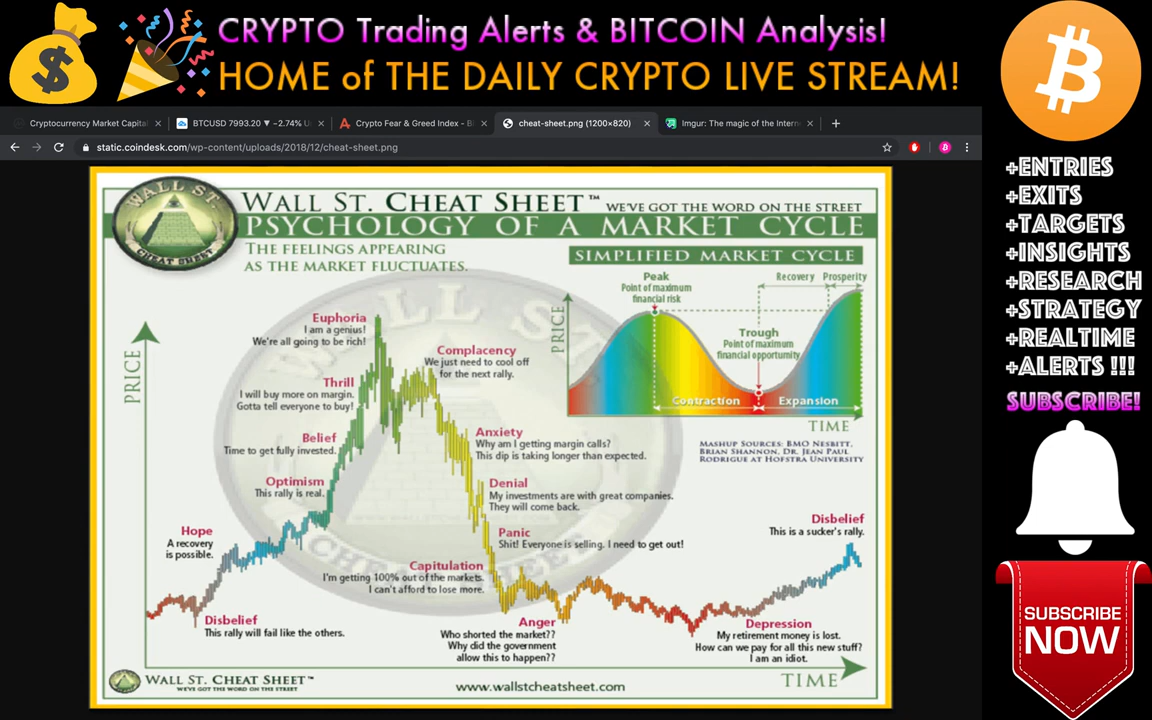 CRYPTO Trading Alerts & BITCOIN Analysis!
HOME of THE DAILY CRYPTO LIVE STREAM!
Cryptocurrency Market Capital
BTCUSD 7993.20 ▼ −2.74% U
Crypto Fear & Greed Index - B
cheat-sheet.png (1200×820)
Imgur: The magic of the Intern
static.coindesk.com/wp-content/uploads/2018/12/cheat-sheet.png
WALL ST.
CHEAT SHEET
WALL ST. CHEAT SHEET™ WE'VE GOT THE WORD ON THE STREET
PSYCHOLOGY OF A MARKET CYCLE
THE FEELINGS APPEARING
AS THE MARKET FLUCTUATES.
SIMPLIFIED MARKET CYCLE
Peak
Point of maximum
financial risk
Recovery
Prosperity
PRICE
Trough
Point of maximum
financial opportunity
Contraction
Expansion
TIME
MASHUP SOURCES: BMO NESBITT,
BRIAN SHANNON, DR. JEAN PAUL
RODRIGUE AT HOFSTRA UNIVERSITY
PRICE
Euphoria
I am a genius!
We're all going to be rich!
Complacency
We just need to cool off
for the next rally.
Thrill
I will buy more on margin.
Gotta tell everyone to buy!
Belief
Time to get fully invested.
Anxiety
Why am I getting margin calls?
This dip is taking longer than expected.
Optimism
This rally is real.
Denial
My investments are with great companies.
They will come back.
Hope
A recovery
is possible.
Panic
Shit! Everyone is selling. I need to get out!
Disbelief
This is a sucker's rally.
Capitulation
I'm getting 100% out of the markets.
I can't afford to lose more.
Disbelief
This rally will fail like the others.
Anger
Who shorted the market??
Why did the government
allow this to happen??
Depression
My retirement money is lost.
How can we pay for all this new stuff?
I am an idiot.
WALL ST. CHEAT SHEET™
WE'VE GOT THE WORD ON THE STREET
www.wallstcheatsheet.com
TIME
+ENTRIES
+EXITS
+TARGETS
+INSIGHTS
+RESEARCH
+STRATEGY
+REALTIME
+ALERTS !!!
SUBSCRIBE!
SUBSCRIBE
NOW